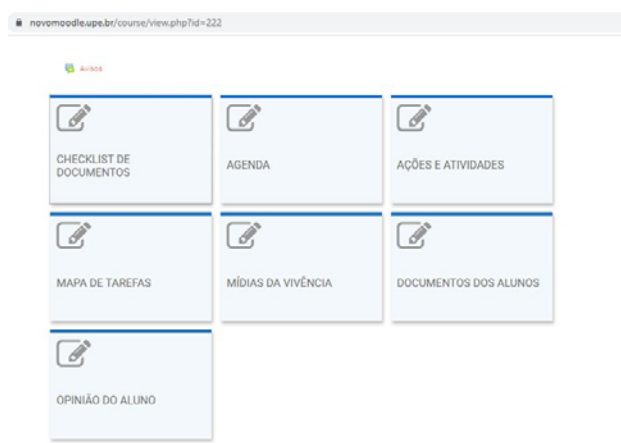 novomoodle.upe.br/course/view.php?id=222
Avisos
CHECKLIST DE
DOCUMENTOS
AGENDA
AÇÕES E ATIVIDADES
MAPA DE TAREFAS
MÍDIAS DA VIVÊNCIA
DOCUMENTOS DOS ALUNOS
OPINIÃO DO ALUNO